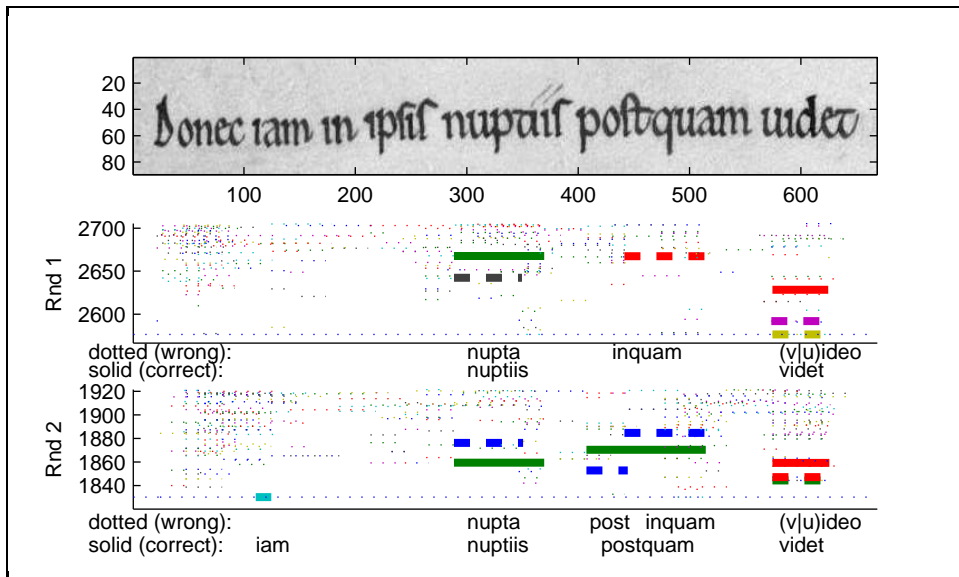 20
40
60
80
Donec iam in ipsis nuptiis postquam uidet
100 200 300 400 500 600
2700
2650
2600
Rnd 1
dotted (wrong): nupta inquam (v|u)ideo
solid (correct): nuptiis videt
1920
1900
1880
1860
1840
Rnd 2
dotted (wrong): nupta post inquam (v|u)ideo
solid (correct): iam nuptiis postquam videt